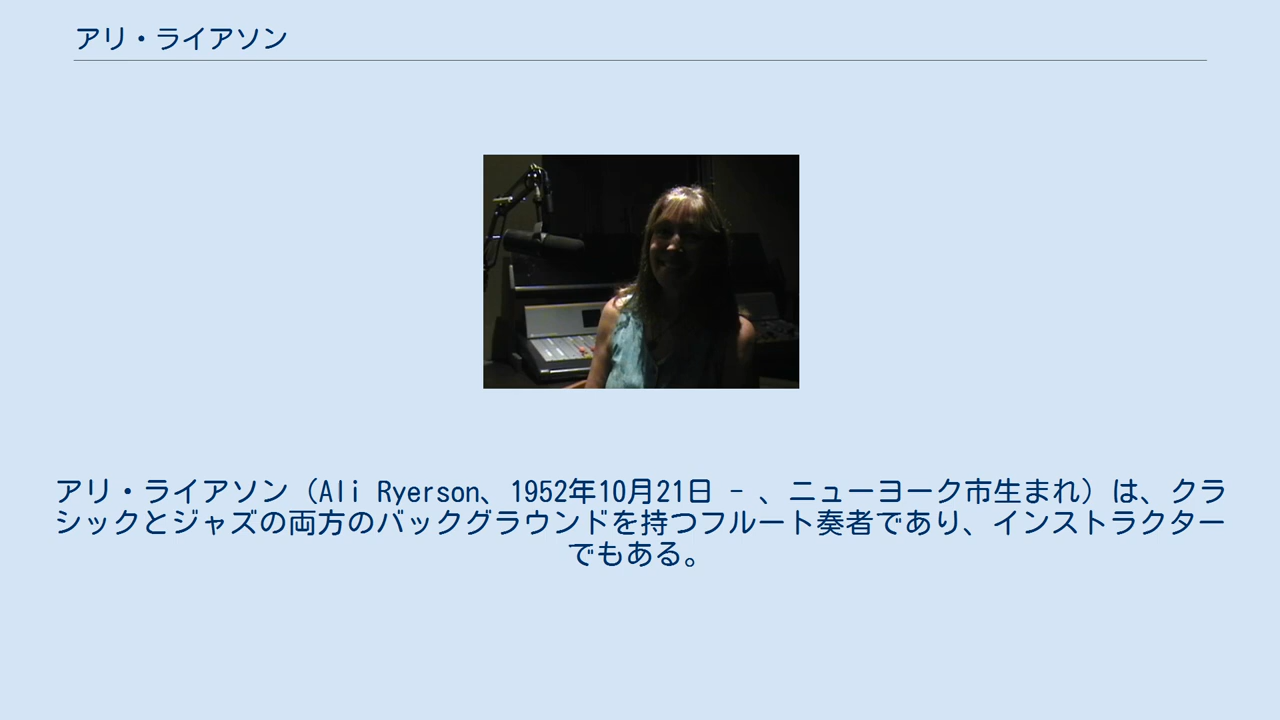 アリ・ライアソン
アリ・ライアソン（Ali Ryerson、1952年10月21日 - 、ニューヨーク市生まれ）は、クラ
シックとジャズの両方のバックグラウンドを持つフルート奏者であり、インストラクター
でもある。